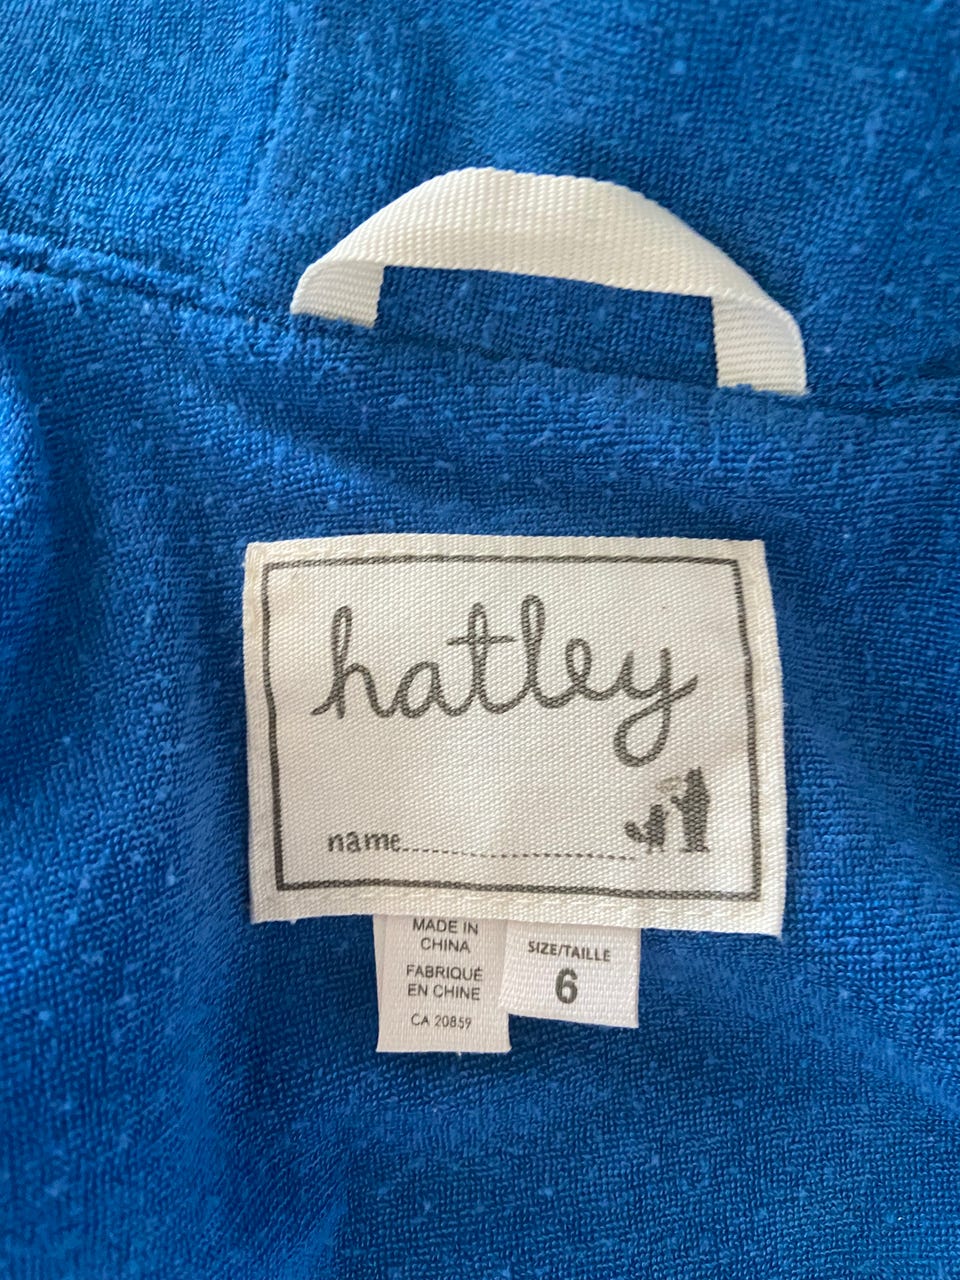 hatley
name
MADE IN
CHINA
FABRIQUÉ
EN CHINE
CA 20859
SIZE/TAILLE
6